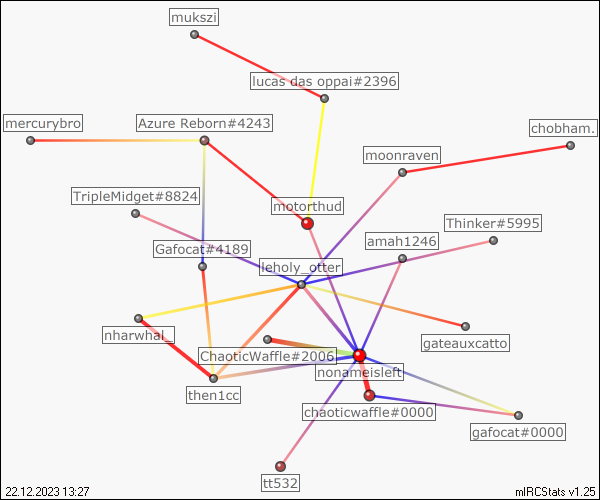 mukszi
lucas das oppai#2396
mercurybro
Azure Reborn#4243
chobham.
moonraven
TripleMidget#8824
motorthud
Thinker#5995
amah1246
Gafocat#4189
leholy_otter
nharwhal_
gateauxcatto
ChaoticWaffle#2006
nonameisleft
then1cc
chaoticwaffle#0000
gafocat#0000
tt532
22.12.2023 13:27
mIRCStats v1.25